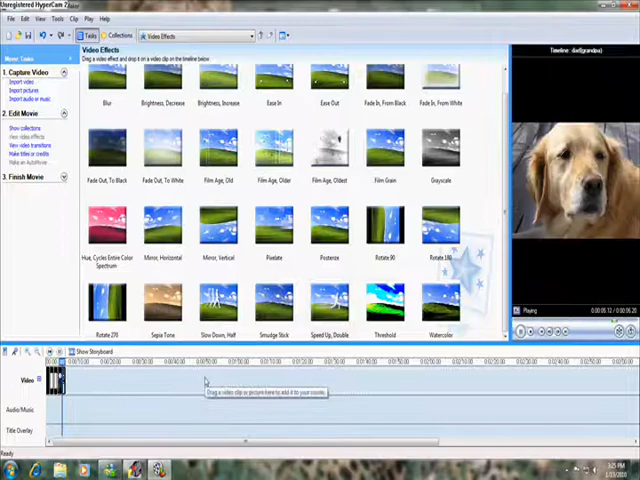 Unregistered HyperCam 2
File Edit View Tools Clip Play Help
Tasks Collections Video Effects
Movie Tasks
1. Capture Video
Import video
Import pictures
Import audio or music
2. Edit Movie
Show collections
View video effects
View video transitions
Make titles or credits
Make an AutoMovie
3. Finish Movie
Video Effects
Drag a video effect and drop it on a video clip on the timeline below.
Blur
Brightness, Decrease
Brightness, Increase
Ease In
Ease Out
Fade In, From Black
Fade In, From White
Fade Out, To Black
Fade Out, To White
Film Age, Old
Film Age, Older
Film Age, Oldest
Film Grain
Grayscale
Hue, Cycles Entire Color
Spectrum
Mirror, Horizontal
Mirror, Vertical
Pixelate
Posterize
Rotate 90
Rotate 180
Rotate 270
Sepia Tone
Slow Down, Half
Smudge Stick
Speed Up, Double
Threshold
Watercolor
Playing
Show Storyboard
Video
Drag a video clip or picture here to add it to your movie.
Audio/Music
Title Overlay
Ready
3:25 PM